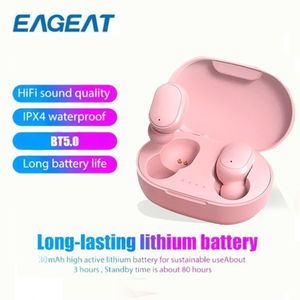 EAGEAT
HiFi sound quality
IPX4 waterproof
BT5.0
Long battery life
Long-lasting lithium battery
30mAh high active lithium battery for sustainable useAbout
3 hours , Standby time is about 80 hours